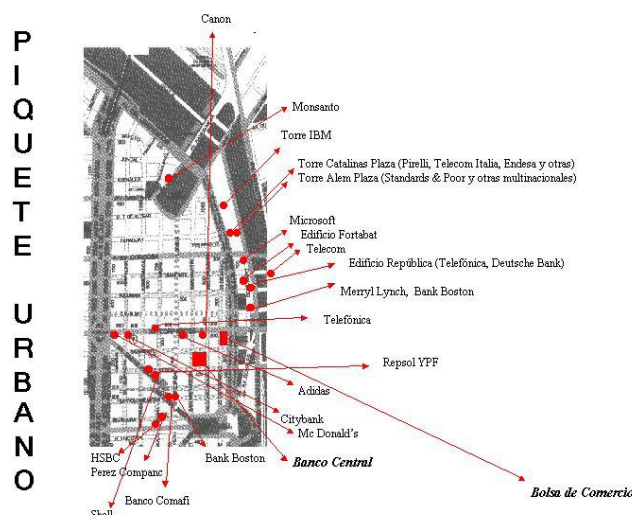 PIQUETE URBANO
Canon
Monsanto
Torre IBM
Torre Catalinas Plaza (Pirelli, Telecom Italia, Endesa y otras)
Torre Alem Plaza (Standards & Poor y otras multinacionales)
Microsoft
Edificio Fortabat
Telecom
Edificio República (Telefónica, Deutsche Bank)
Merryl Lynch, Bank Boston
Telefónica
Repsol YPF
Adidas
Citybank
Mc Donald's
HSBC
Bank Boston
Banco Central
Perez Companc
Bolsa de Comercio
Banco Comafi
Shell